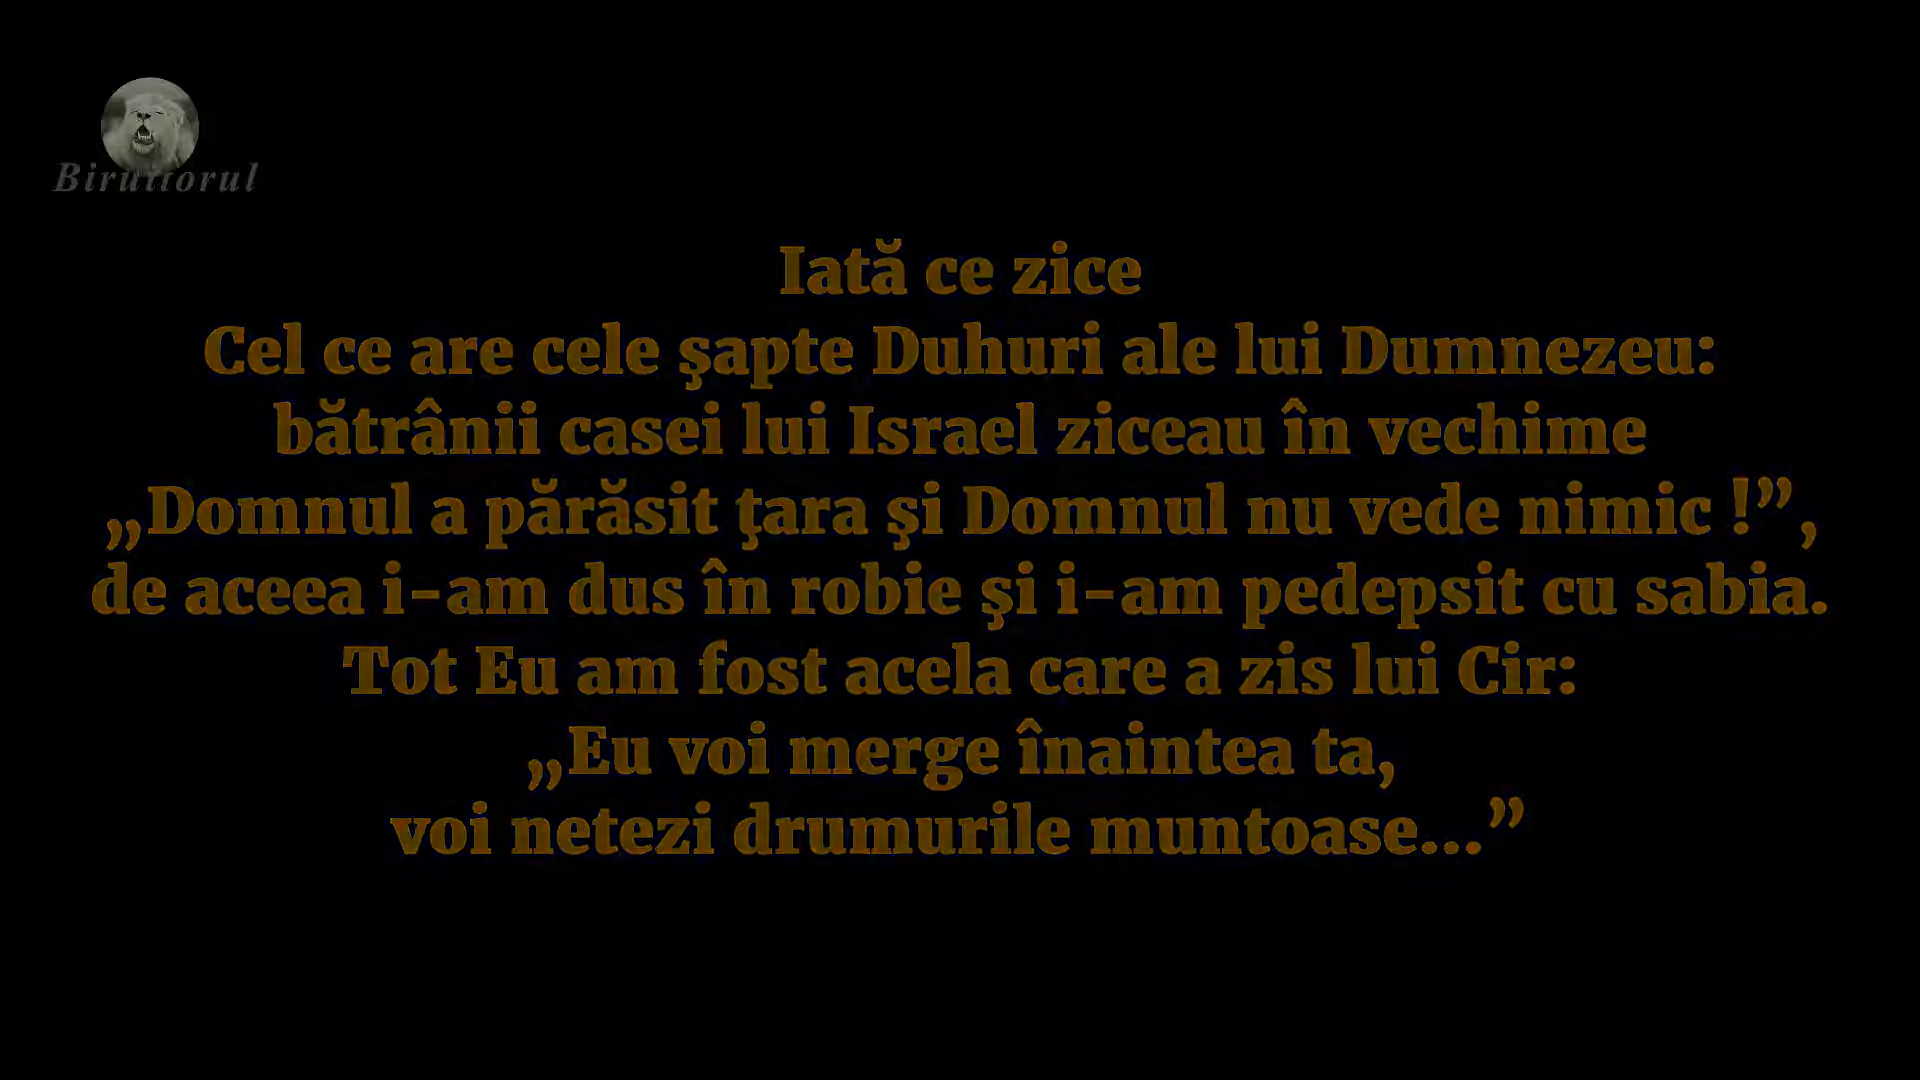 Biruitorul
Iată ce zice
Cel ce are cele şapte Duhuri ale lui Dumnezeu:
bătrânii casei lui Israel ziceau în vechime
„Domnul a părăsit ţara şi Domnul nu vede nimic !”,
de aceea i-am dus în robie şi i-am pedepsit cu sabia.
Tot Eu am fost acela care a zis lui Cir:
„Eu voi merge înaintea ta,
voi netezi drumurile muntoase...”